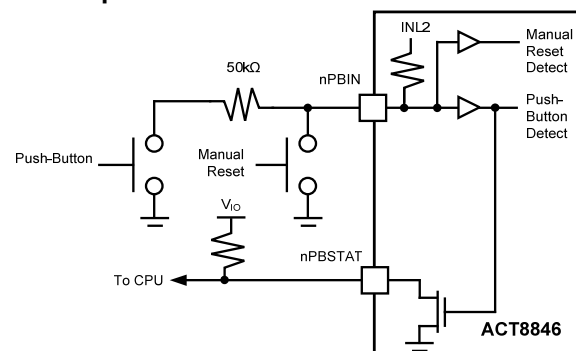 INL2
Manual
Reset
Detect
50kΩ
nPBIN
Push-
Button
Detect
Push-Button
Manual
Reset
VIO
nPBSTAT
To CPU
ACT8846